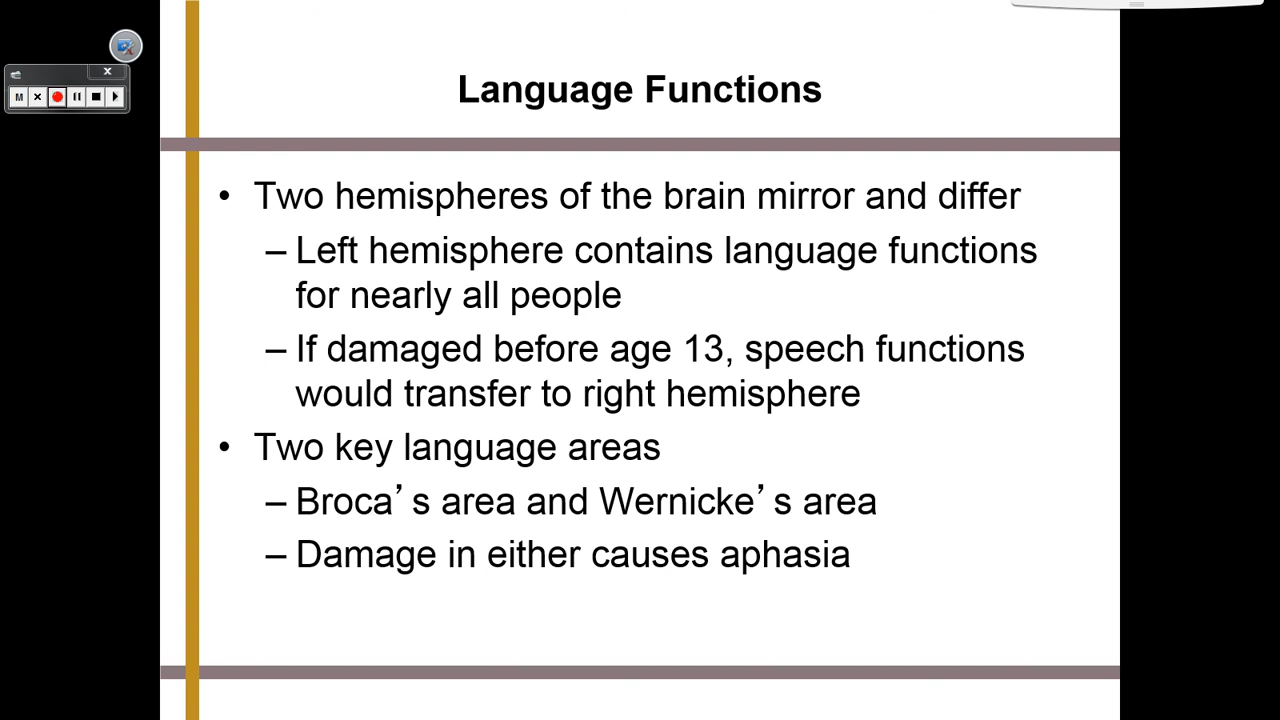 Language Functions
• Two hemispheres of the brain mirror and differ
– Left hemisphere contains language functions
for nearly all people
– If damaged before age 13, speech functions
would transfer to right hemisphere
• Two key language areas
– Broca’s area and Wernicke’s area
– Damage in either causes aphasia
M